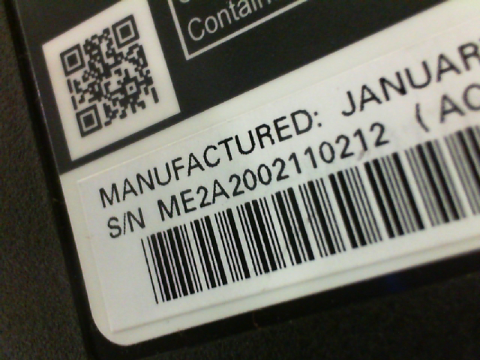 Contain
MANUFACTURED: JANUAR
S/N ME2A2002110212 (AC